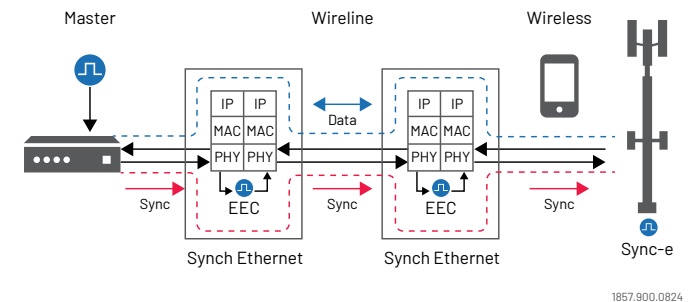 Master
Wireline
Wireless
IP IP
MAC MAC
PHY PHY
EEC
Data
IP IP
MAC MAC
PHY PHY
EEC
Sync
Sync
Sync
Synch Ethernet
Synch Ethernet
Sync-e
1857.900.0824